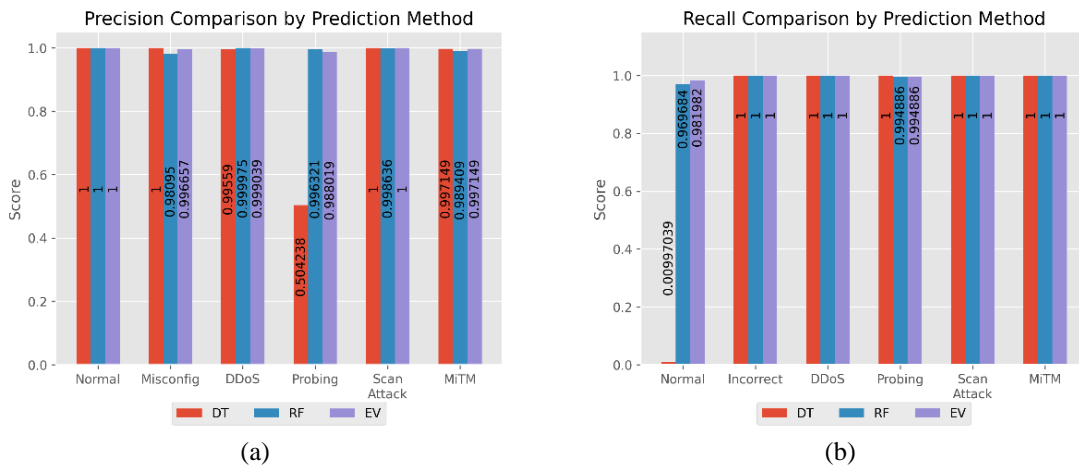 Precision Comparison by Prediction Method
Score
1.0
0.8
0.6
0.4
0.2
0.0
1
1
1
1
0.98095
0.996657
0.99559
0.999975
0.999039
0.504238
0.996321
0.988019
1
0.998636
1
0.997149
0.989409
0.997149
Normal
Misconfig
DDoS
Probing
Scan
Attack
MiTM
DT
RF
EV
(a)
Recall Comparison by Prediction Method
Score
1.0
0.8
0.6
0.4
0.2
0.0
0.00997039
0.969684
0.981982
1
1
1
1
1
1
1
0.994886
0.994886
1
1
1
1
1
1
Normal
Incorrect
DDoS
Probing
Scan
Attack
MiTM
DT
RF
EV
(b)